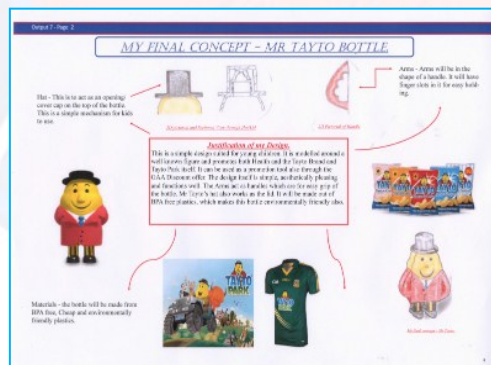 Output 7 - Page 2
MY FINAL CONCEPT - MR TAYTO BOTTLE
Hat - This is to act as an opening/
cover cap on the top of the bottle.
This is a simple mechanism for kids
to use.
Arms - Arms will be in the
shape of a handle. It will have
finger slots in it for easy hold-
ing.
Justification of my Design.
This is a simple design suited for young children. It is modelled around a
well known figure and promotes both Health and the Tayto Brand and
Tayto Park itself. It can be used as a promotion tool also through the
GAA Discount offer. The design itself is simple, aesthetically pleasing
and functions well. The Arms act as handles which are for easy grip of
the bottle. Mr Tayto's hat also works as the lid. It will be made out of
BPA free plastics, which makes this bottle environmentally friendly also.
TAYTO
PARK
Materials - the bottle will be made from
BPA free, Cheap and environmentally
friendly plastics.